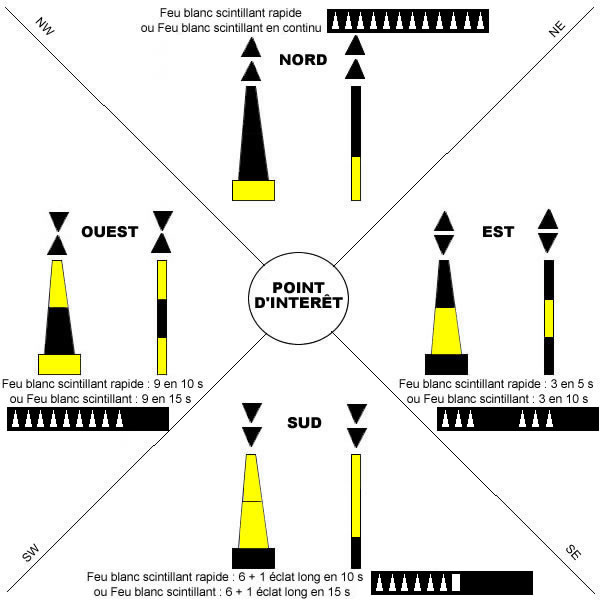 Feu blanc scintillant rapide
ou Feu blanc scintillant en continu
NW
NE
NORD
OUEST
EST
POINT
D'INTERÊT
Feu blanc scintillant rapide : 9 en 10 s
ou Feu blanc scintillant : 9 en 15 s
Feu blanc scintillant rapide : 3 en 5 s
ou Feu blanc scintillant : 3 en 10 s
SUD
SW
SE
Feu blanc scintillant rapide : 6 + 1 éclat long en 10 s
ou Feu blanc scintillant : 6 + 1 éclat long en 15 s